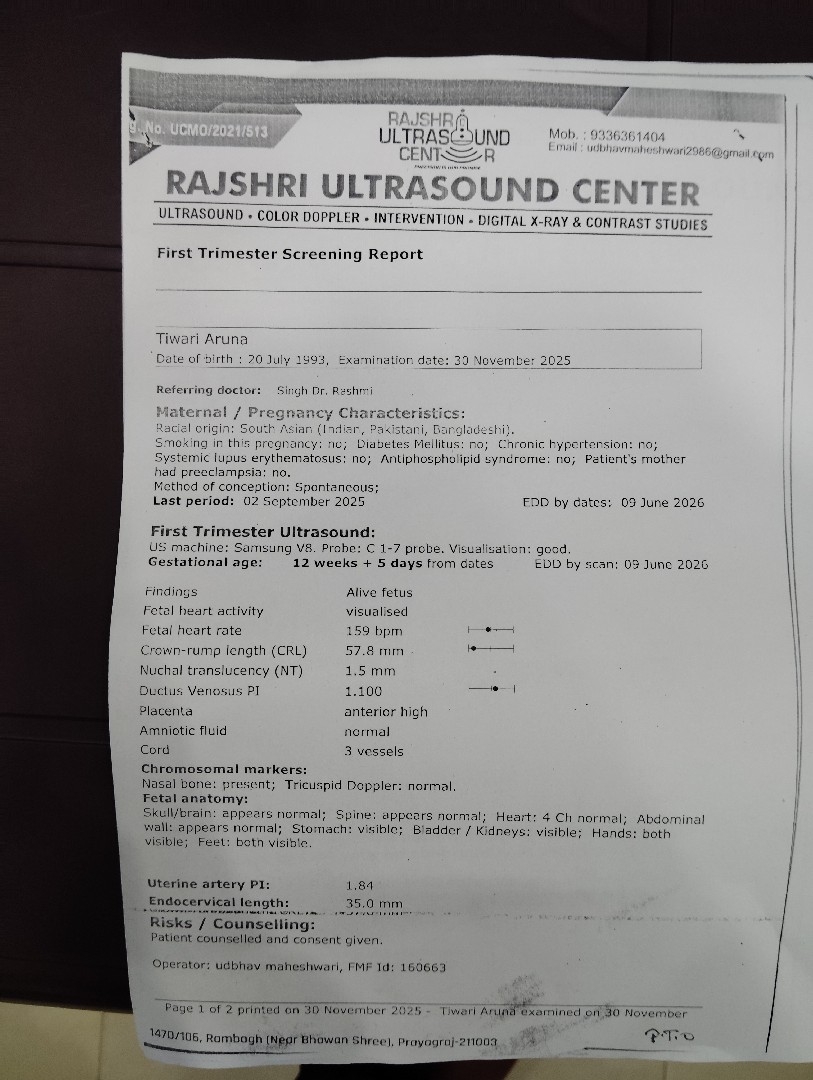 g. No. UCMO/2021/513
RAJSHRI
ULTRASOUND
CENTER
Mob. : 9336361404
Email : udbhavmaheshwari2986@gmail.com
RAJSHRI ULTRASOUND CENTER
ULTRASOUND • COLOR DOPPLER • INTERVENTION • DIGITAL X-RAY & CONTRAST STUDIES
First Trimester Screening Report
Tiwari Aruna
Date of birth : 20 July 1993, Examination date: 30 November 2025
Referring doctor: Singh Dr. Rashmi
Maternal / Pregnancy Characteristics:
Racial origin: South Asian (Indian, Pakistani, Bangladeshi).
Smoking in this pregnancy: no; Diabetes Mellitus: no; Chronic hypertension: no;
Systemic lupus erythematosus: no; Antiphospholipid syndrome: no; Patient's mother
had preeclampsia: no.
Method of conception: Spontaneous;
Last period: 02 September 2025 EDD by dates: 09 June 2026
First Trimester Ultrasound:
US machine: Samsung V8. Probe: C 1-7 probe. Visualisation: good.
Gestational age: 12 weeks + 5 days from dates EDD by scan: 09 June 2026
Findings Alive fetus
Fetal heart activity visualised
Fetal heart rate 159 bpm
Crown-rump length (CRL) 57.8 mm
Nuchal translucency (NT) 1.5 mm
Ductus Venosus PI 1.100
Placenta anterior high
Amniotic fluid normal
Cord 3 vessels
Chromosomal markers:
Nasal bone: present; Tricuspid Doppler: normal.
Fetal anatomy:
Skull/brain: appears normal; Spine: appears normal; Heart: 4 Ch normal; Abdominal
wall: appears normal; Stomach: visible; Bladder / Kidneys: visible; Hands: both
visible; Feet: both visible.
Uterine artery PI: 1.84
Endocervical length: 35.0 mm
Risks / Counselling:
Patient counselled and consent given.
Operator: udbhav maheshwari, FMF Id: 160663
Page 1 of 2 printed on 30 November 2025 - Tiwari Aruna examined on 30 November
P.T.O
1470/106, Rambagh (Near Bhawan Shree), Prayagraj-211003